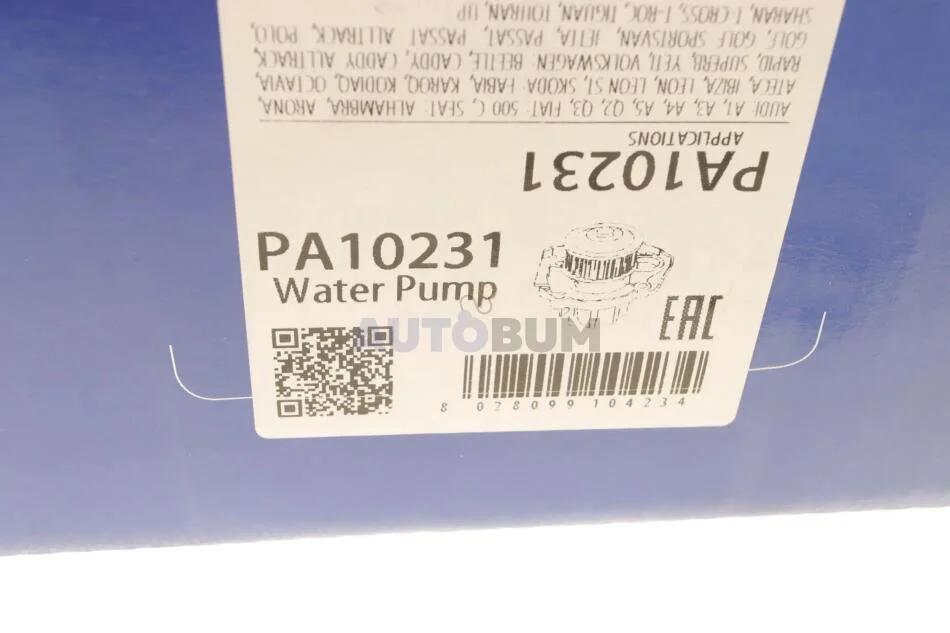 PA10231
APPLICATIONS
AUDI: A1, A3, A4, A5, Q2, Q3, FIAT: 500 C, SEAT: ALHAMBRA, ARONA,
ATECA, IBIZA, LEON, LEON ST, SKODA: FABIA, KAROQ, KODIAQ, OCTAVIA,
RAPID, SUPERB, YETI, VOLKSWAGEN: BEETLE, CADDY, CADDY ALLTRACK,
GOLF, GOLF SPORTSVAN, JETTA, PASSAT, PASSAT ALLTRACK, POLO,
SHARAN, T-CROSS, T-ROC, TIGUAN, TOURAN, UP
PA10231
Water Pump
EAC
AUTOBUM
8 028099 104234